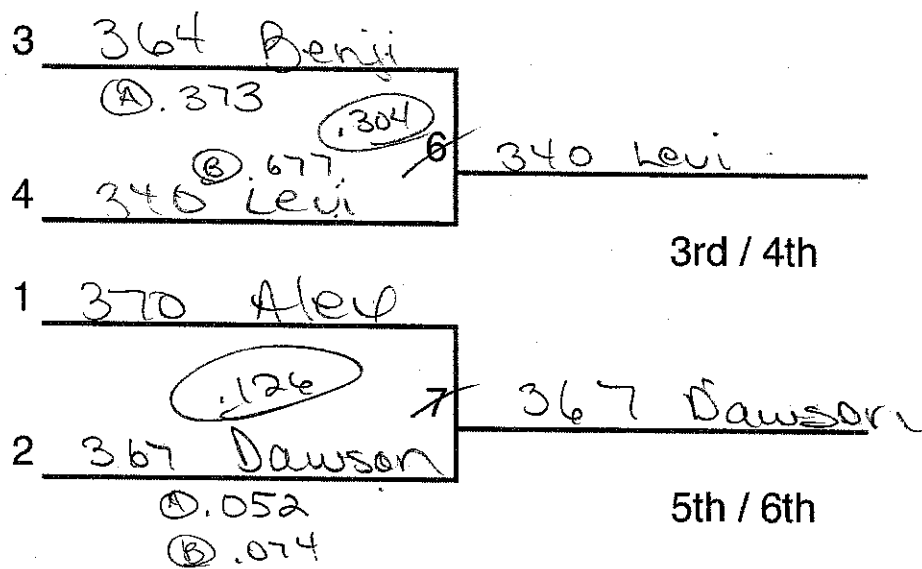 3 364 Benji
Ⓐ .373
.304
Ⓑ .677
6 340 Levi
4 340 Levi
3rd / 4th
1 370 Alex
.126
7 367 Dawson
2 367 Dawson
Ⓐ .052
5th / 6th
Ⓑ .074